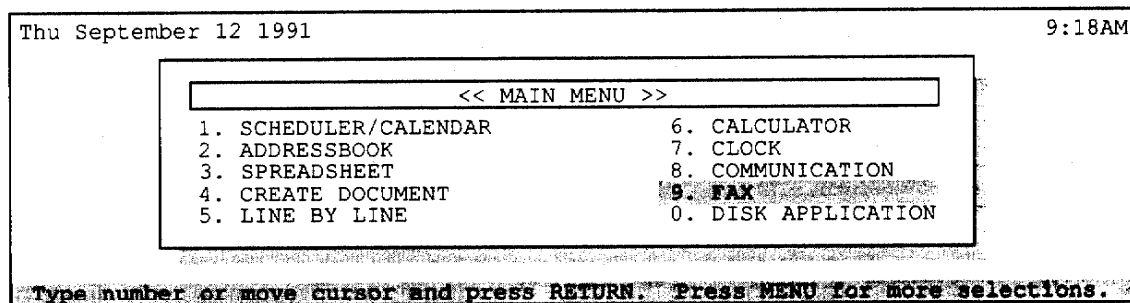 Thu September 12 1991 9:18AM
<< MAIN MENU >>
1. SCHEDULER/CALENDAR
2. ADDRESSBOOK
3. SPREADSHEET
4. CREATE DOCUMENT
5. LINE BY LINE
6. CALCULATOR
7. CLOCK
8. COMMUNICATION
9. FAX
0. DISK APPLICATION
Type number or move cursor and press RETURN. Press MENU for more selections.